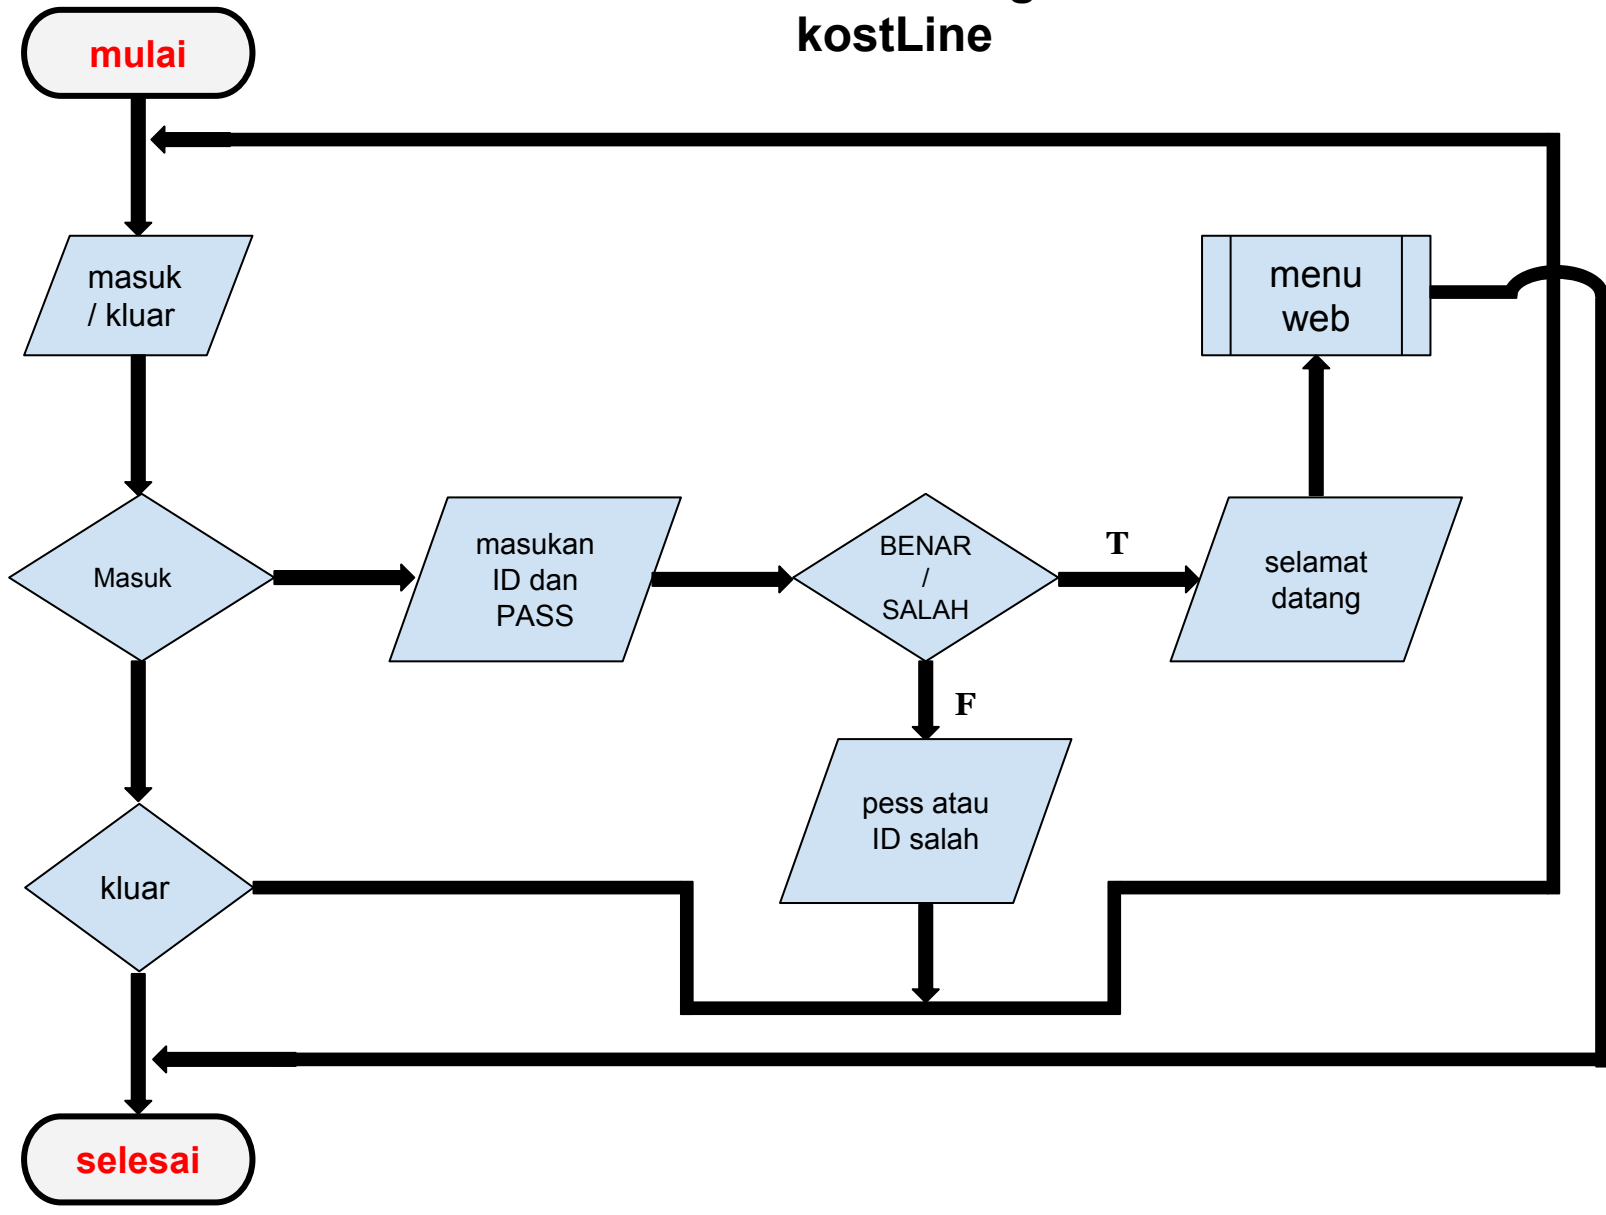 kostLine
mulai
masuk
/ kluar
menu
web
Masuk
masukan
ID dan
PASS
BENAR
/
SALAH
T
selamat
datang
F
pess atau
ID salah
kluar
selesai